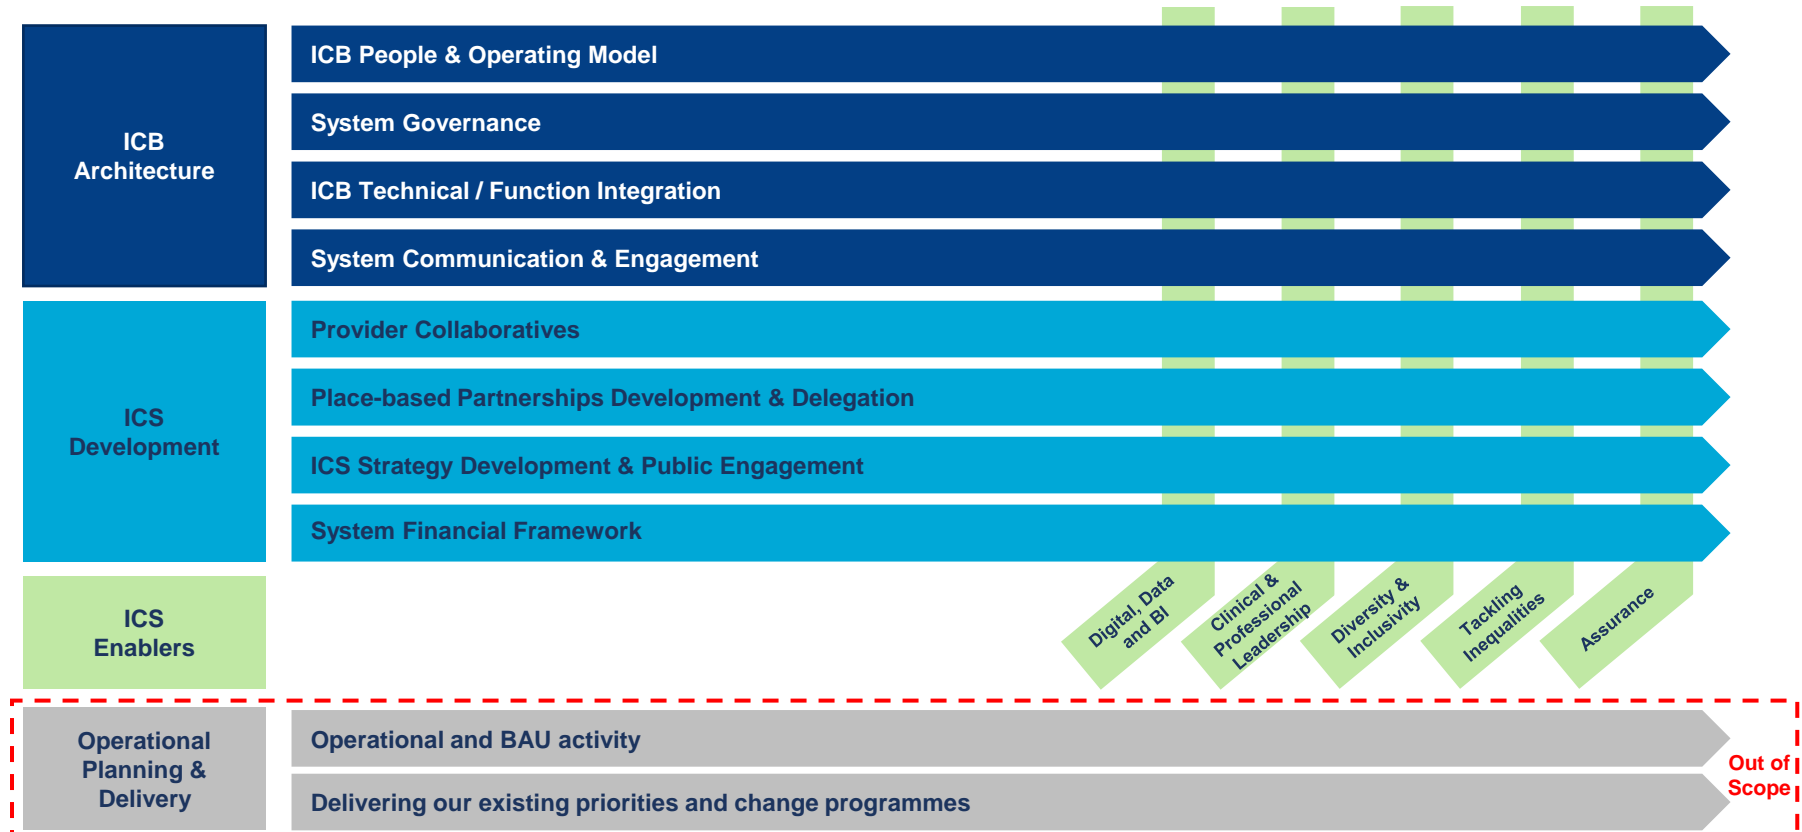 ICB
Architecture
ICB People & Operating Model
System Governance
ICB Technical / Function Integration
System Communication & Engagement
ICS
Development
Provider Collaboratives
Place-based Partnerships Development & Delegation
ICS Strategy Development & Public Engagement
System Financial Framework
ICS
Enablers
Digital, Data
and BI
Clinical &
Professional
Leadership
Diversity &
Inclusivity
Tackling
Inequalities
Assurance
Operational
Planning &
Delivery
Operational and BAU activity
Delivering our existing priorities and change programmes
Out of
Scope